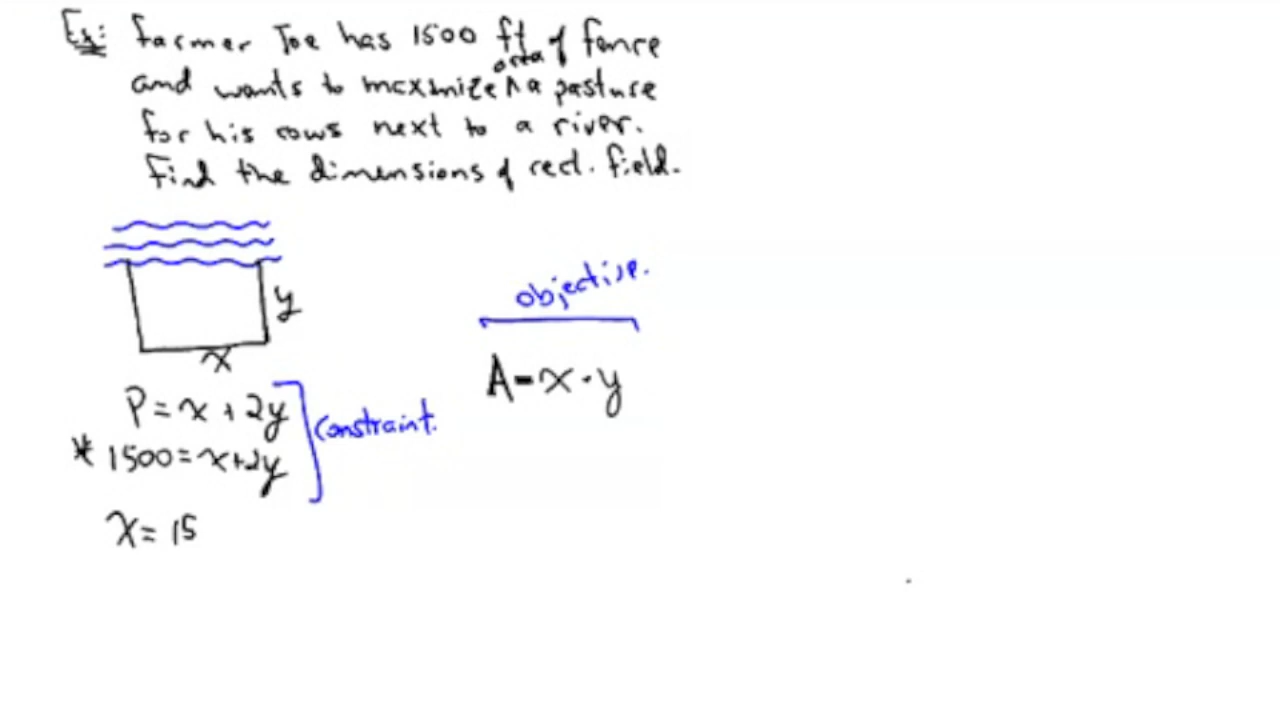 Ex: Farmer Joe has 1500 ft of fence
and wants to maxmize ^ area a pasture
for his cows next to a river.
Find the dimensions of rect. field.
y
x
objective.
A=x·y
P=x+2y
constraint.
* 1500=x+2y
x=15